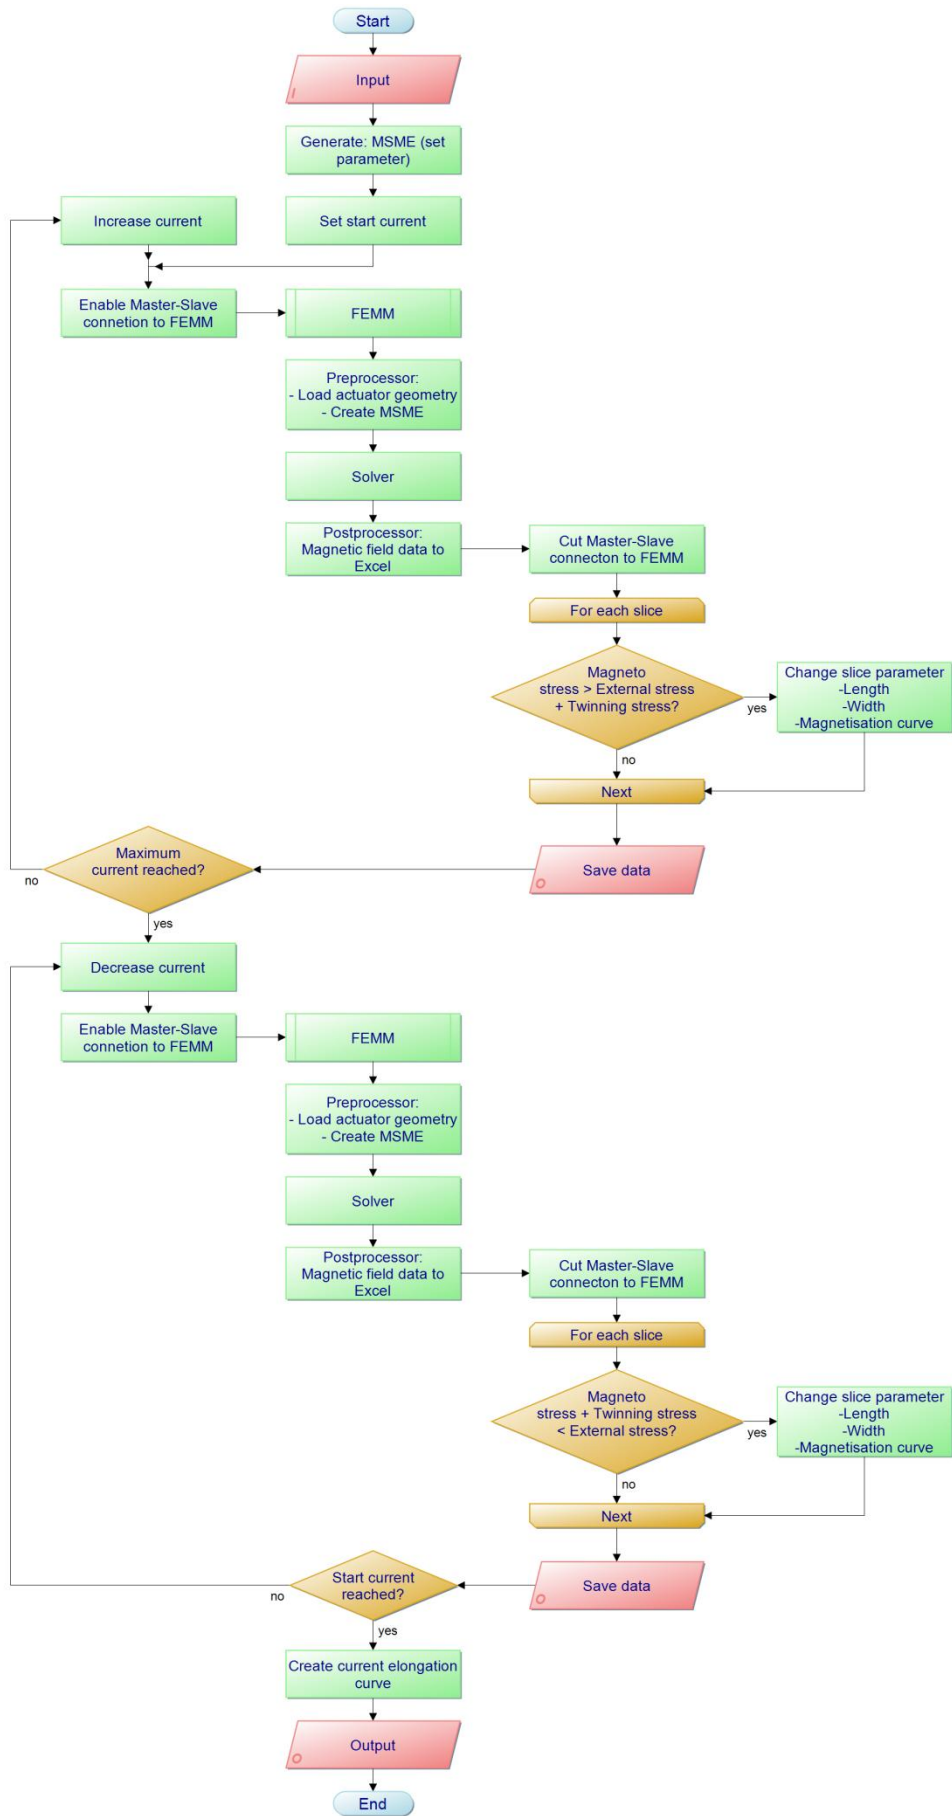 Start
Input
Generate: MSME (set
parameter)
Increase current
Set start current
Enable Master-Slave
connetion to FEMM
FEMM
Preprocessor:
- Load actuator geometry
- Create MSME
Solver
Postprocessor:
Magnetic field data to
Excel
Cut Master-Slave
connecton to FEMM
For each slice
Magneto
stress > External stress
+ Twinning stress?
yes
Change slice parameter
-Length
-Width
-Magnetisation curve
no
Next
Save data
Maximum
current reached?
no
yes
Decrease current
Enable Master-Slave
connetion to FEMM
FEMM
Preprocessor:
- Load actuator geometry
- Create MSME
Solver
Postprocessor:
Magnetic field data to
Excel
Cut Master-Slave
connecton to FEMM
For each slice
Magneto
stress + Twinning stress
< External stress?
yes
Change slice parameter
-Length
-Width
-Magnetisation curve
no
Next
Save data
Start current
reached?
no
yes
Create current elongation
curve
Output
End